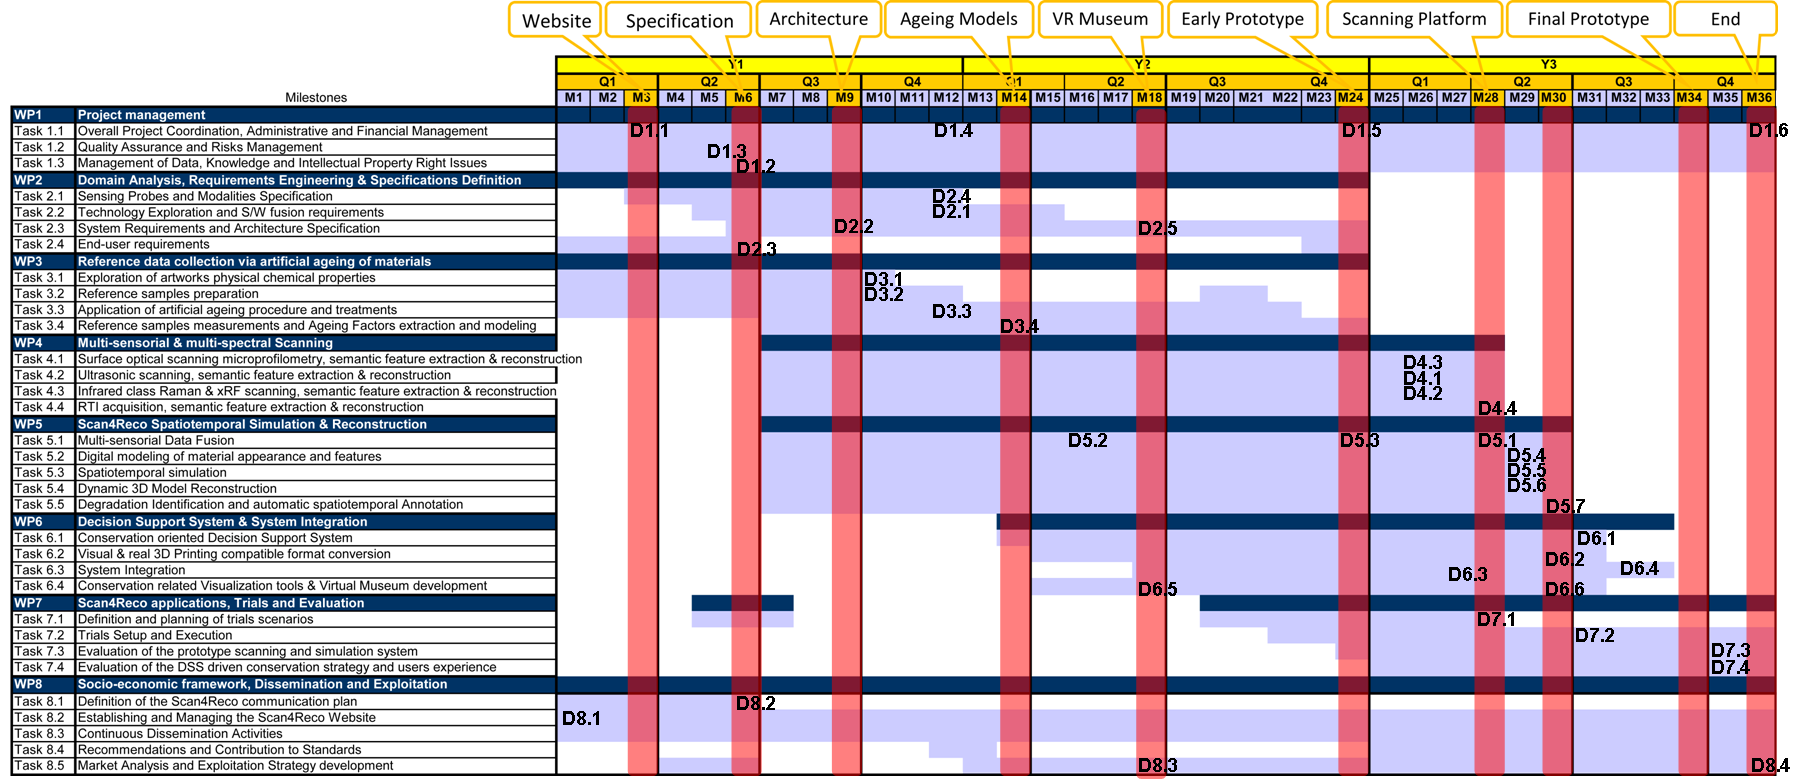 Website Specification Architecture Ageing Models VR Museum Early Prototype Scanning Platform Final Prototype End
Y1 Y2 Y3
Q1 Q2 Q3 Q4 Q1 Q2 Q3 Q4 Q1 Q2 Q3 Q4
Milestones M1 M2 M3 M4 M5 M6 M7 M8 M9 M10 M11 M12 M13 M14 M15 M16 M17 M18 M19 M20 M21 M22 M23 M24 M25 M26 M27 M28 M29 M30 M31 M32 M33 M34 M35 M36
WP1 Project management
Task 1.1 Overall Project Coordination, Administrative and Financial Management D1.1 D1.4 D1.5 D1.6
Task 1.2 Quality Assurance and Risks Management D1.3
Task 1.3 Management of Data, Knowledge and Intellectual Property Right Issues D1.2
WP2 Domain Analysis, Requirements Engineering & Specifications Definition
Task 2.1 Sensing Probes and Modalities Specification D2.4
Task 2.2 Technology Exploration and S/W fusion requirements D2.1
Task 2.3 System Requirements and Architecture Specification D2.2 D2.5
Task 2.4 End-user requirements D2.3
WP3 Reference data collection via artificial ageing of materials
Task 3.1 Exploration of artworks physical chemical properties D3.1
Task 3.2 Reference samples preparation D3.2
Task 3.3 Application of artificial ageing procedure and treatments D3.3
Task 3.4 Reference samples measurements and Ageing Factors extraction and modeling D3.4
WP4 Multi-sensorial & multi-spectral Scanning
Task 4.1 Surface optical scanning microprofilometry, semantic feature extraction & reconstruction D4.3
Task 4.2 Ultrasonic scanning, semantic feature extraction & reconstruction D4.1
Task 4.3 Infrared class Raman & xRF scanning, semantic feature extraction & reconstruction D4.2
Task 4.4 RTI acquisition, semantic feature extraction & reconstruction D4.4
WP5 Scan4Reco Spatiotemporal Simulation & Reconstruction
Task 5.1 Multi-sensorial Data Fusion D5.2 D5.3 D5.1
Task 5.2 Digital modeling of material appearance and features D5.4
Task 5.3 Spatiotemporal simulation D5.5
Task 5.4 Dynamic 3D Model Reconstruction D5.6
Task 5.5 Degradation Identification and automatic spatiotemporal Annotation D5.7
WP6 Decision Support System & System Integration
Task 6.1 Conservation oriented Decision Support System D6.1
Task 6.2 Visual & real 3D Printing compatible format conversion D6.2
Task 6.3 System Integration D6.3 D6.4
Task 6.4 Conservation related Visualization tools & Virtual Museum development D6.5 D6.6
WP7 Scan4Reco applications, Trials and Evaluation
Task 7.1 Definition and planning of trials scenarios D7.1
Task 7.2 Trials Setup and Execution D7.2
Task 7.3 Evaluation of the prototype scanning and simulation system D7.3
Task 7.4 Evaluation of the DSS driven conservation strategy and users experience D7.4
WP8 Socio-economic framework, Dissemination and Exploitation
Task 8.1 Definition of the Scan4Reco communication plan D8.2
Task 8.2 Establishing and Managing the Scan4Reco Website D8.1
Task 8.3 Continuous Dissemination Activities
Task 8.4 Recommendations and Contribution to Standards
Task 8.5 Market Analysis and Exploitation Strategy development D8.3 D8.4